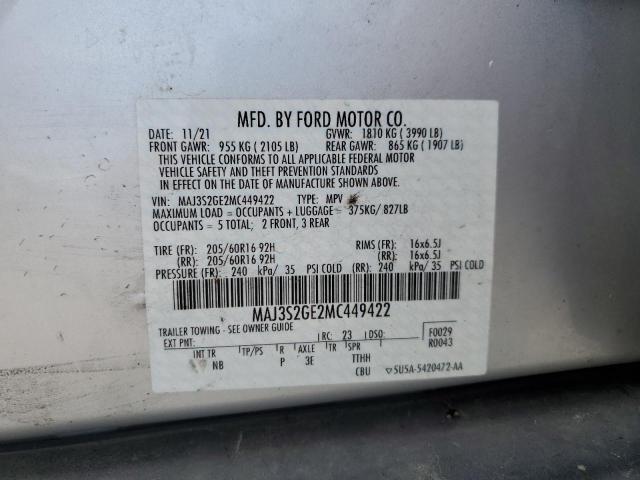 MFD. BY FORD MOTOR CO.
DATE: 11/21 GVWR: 1810 KG ( 3990 LB)
FRONT GAWR: 955 KG ( 2105 LB) REAR GAWR: 865 KG ( 1907 LB)
THIS VEHICLE CONFORMS TO ALL APPLICABLE FEDERAL MOTOR
VEHICLE SAFETY AND THEFT PREVENTION STANDARDS
IN EFFECT ON THE DATE OF MANUFACTURE SHOWN ABOVE.
VIN: MAJ3S2GE2MC449422 TYPE: MPV
MAXIMUM LOAD = OCCUPANTS + LUGGAGE = 375KG/ 827LB
OCCUPANTS = 5 TOTAL; 2 FRONT, 3 REAR
TIRE (FR): 205/60R16 92H RIMS (FR): 16x6.5J
(RR): 205/60R16 92H (RR): 16x6.5J
PRESSURE (FR): 240 kPa/ 35 PSI COLD (RR): 240 kPa/ 35 PSI COLD
MAJ3S2GE2MC449422
TRAILER TOWING - SEE OWNER GUIDE
EXT PNT: RC: 23 DSO: F0029
R0043
INT TR TP/PS R AXLE TR SPR
NB P 3E TTHH
CBU 5U5A-5420472-AA